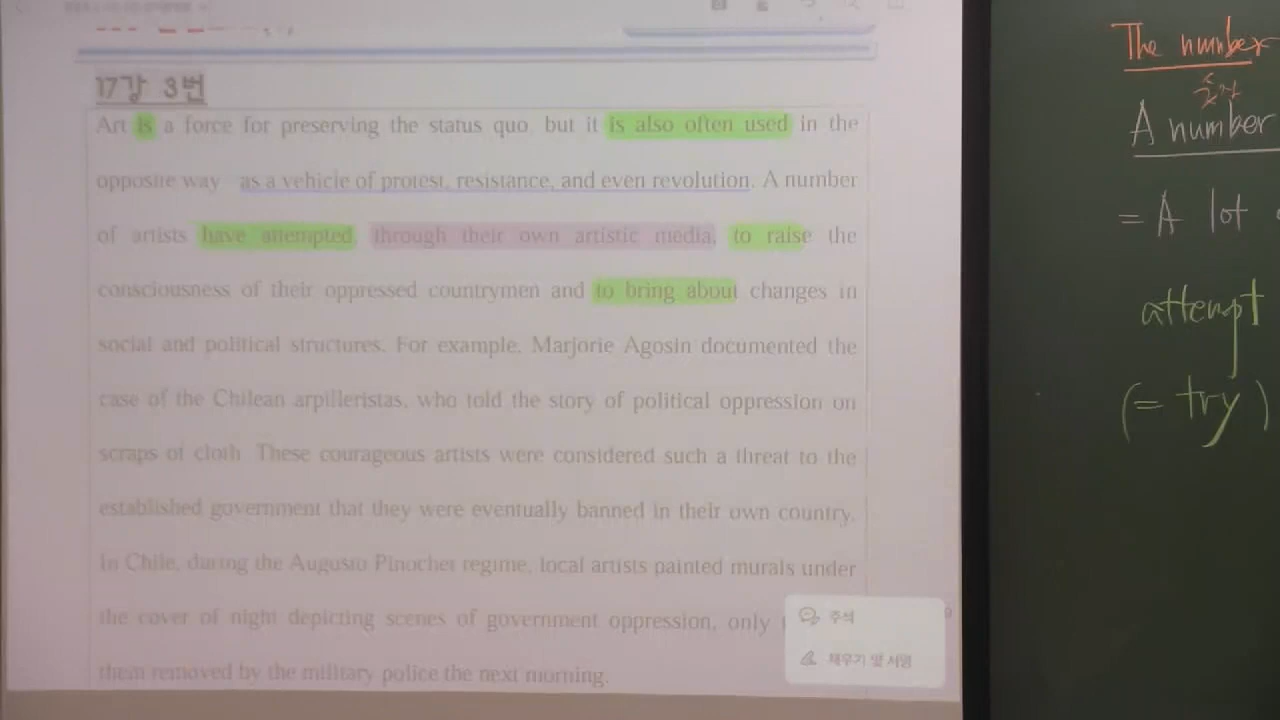 17강 3번
Art is a force for preserving the status quo, but it is also often used in the
opposite way as a vehicle of protest, resistance, and even revolution. A number
of artists have attempted, through their own artistic media, to raise the
consciousness of their oppressed countrymen and to bring about changes in
social and political structures. For example, Marjorie Agosin documented the
case of the Chilean arpilleristas, who told the story of political oppression on
scraps of cloth. These courageous artists were considered such a threat to the
established government that they were eventually banned in their own country.
In Chile, during the Augusto Pinochet regime, local artists painted murals under
the cover of night depicting scenes of government oppression, only
them removed by the military police the next morning.
주석
채우기 및 서명
The number
A number
= A lot
attempt
(= try)